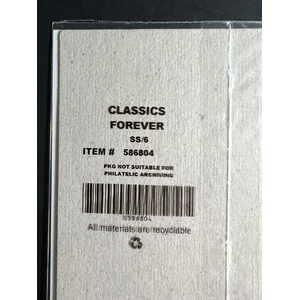 CLASSICS
FOREVER
SS/6
ITEM # 586804
PKG NOT SUITABLE FOR
PHILATELIC ARCHIVING
586804
All materials are recyclable